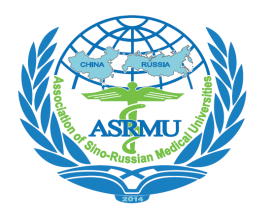 CHINA RUSSIA
ASRMU
Association of Sino-Russian Medical Universities
2014